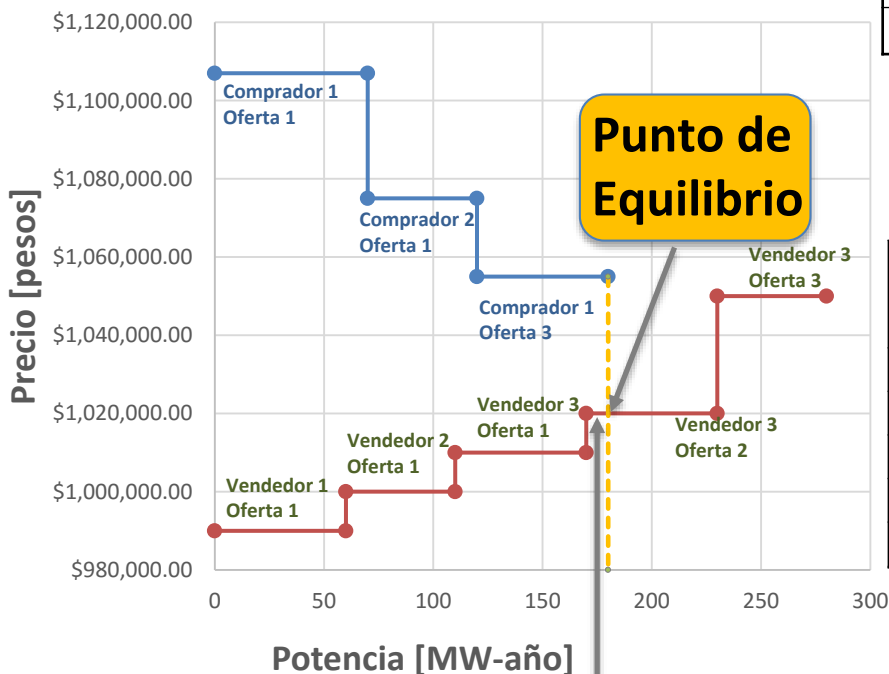 $1,120,000.00
$1,100,000.00
$1,080,000.00
$1,060,000.00
$1,040,000.00
$1,020,000.00
$1,000,000.00
$980,000.00
Precio [pesos]
Comprador 1
Oferta 1
Comprador 2
Oferta 1
Comprador 1
Oferta 3
Punto de
Equilibrio
Vendedor 3
Oferta 3
Vendedor 3
Oferta 1
Vendedor 3
Oferta 2
Vendedor 2
Oferta 1
Vendedor 1
Oferta 1
0
50
100
150
200
250
300
Potencia [MW-año]